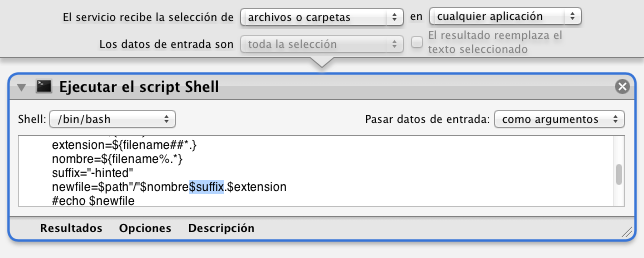 El servicio recibe la selección de archivos o carpetas en cualquier aplicación
Los datos de entrada son toda la selección El resultado reemplaza el
texto seleccionado
Ejecutar el script Shell
Shell: /bin/bash Pasar datos de entrada: como argumentos
extension=${filename##*.}
nombre=${filename%.*}
suffix="-hinted"
newfile=$path"/"$nombre$suffix.$extension
#echo $newfile
Resultados Opciones Descripción